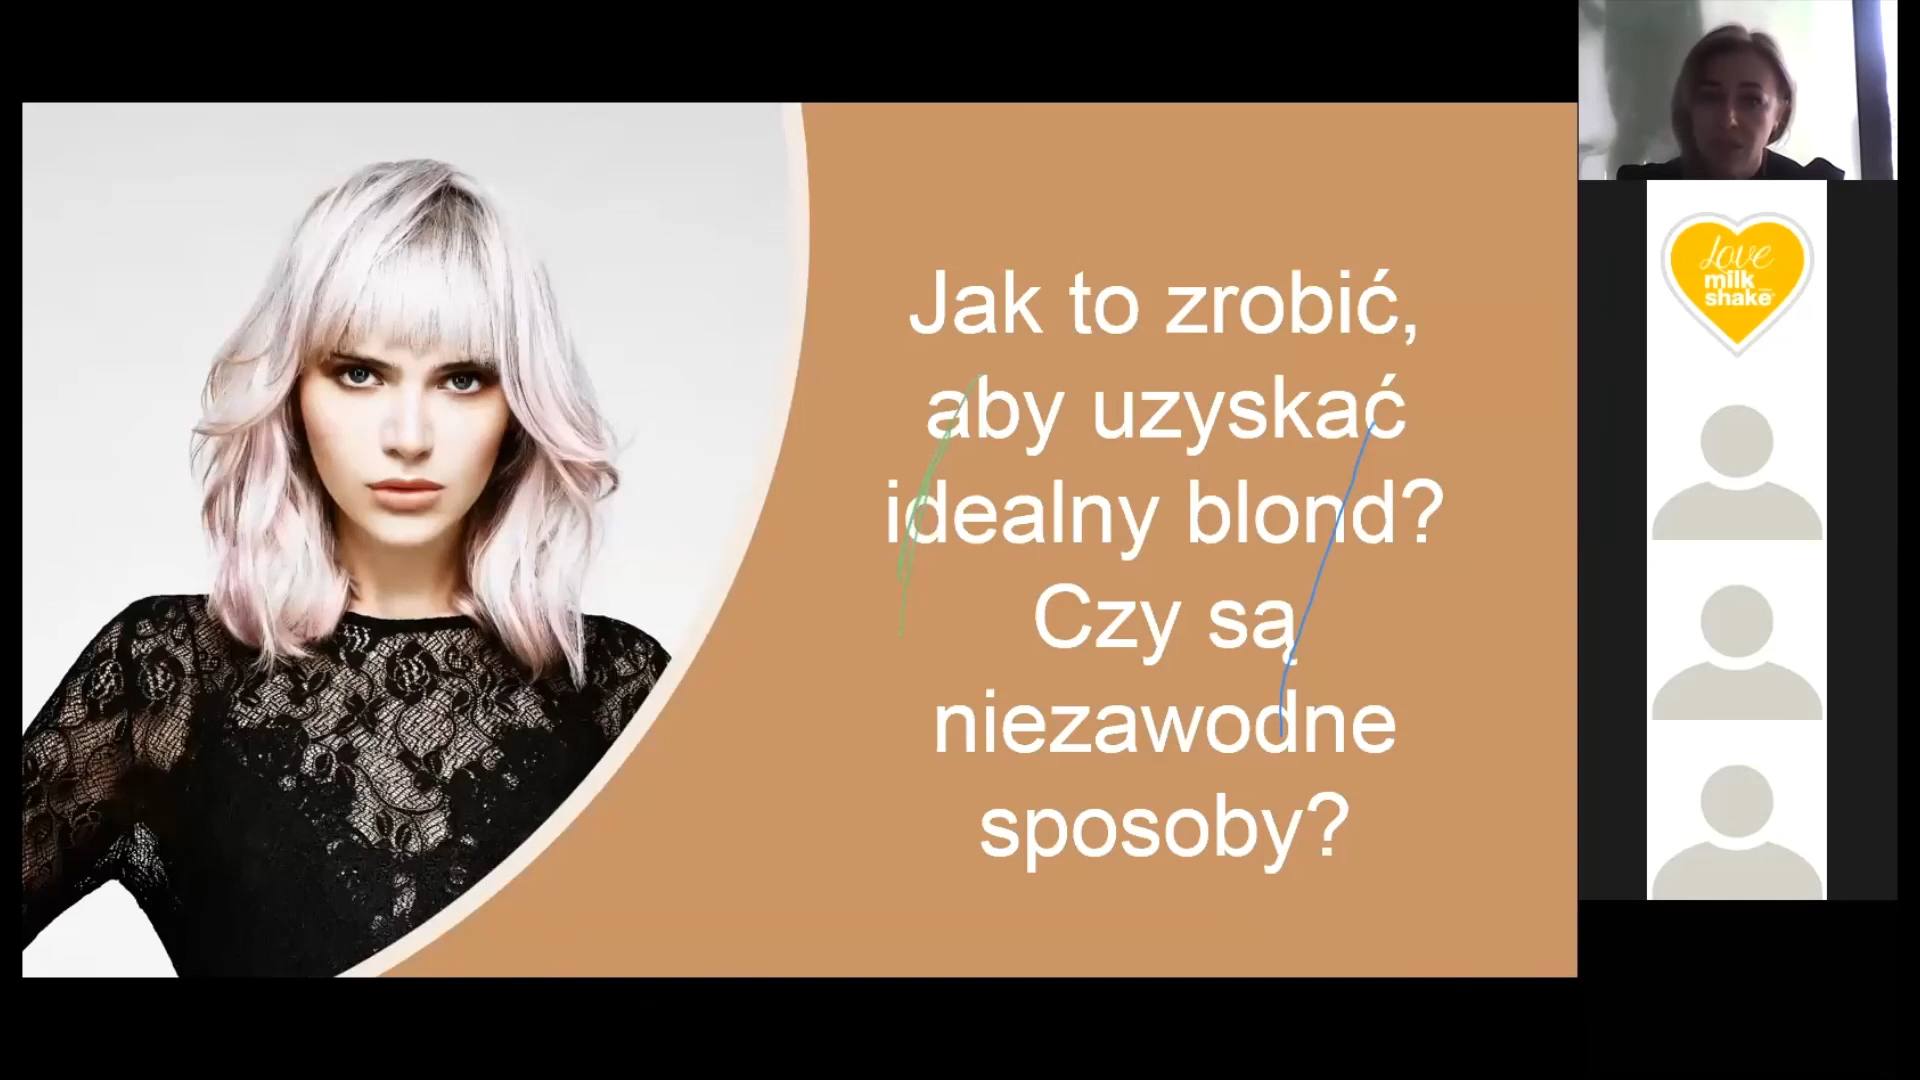 Jak to zrobić,
aby uzyskać
idealny blond?
Czy są
niezawodne
sposoby?
Love
milk
shake